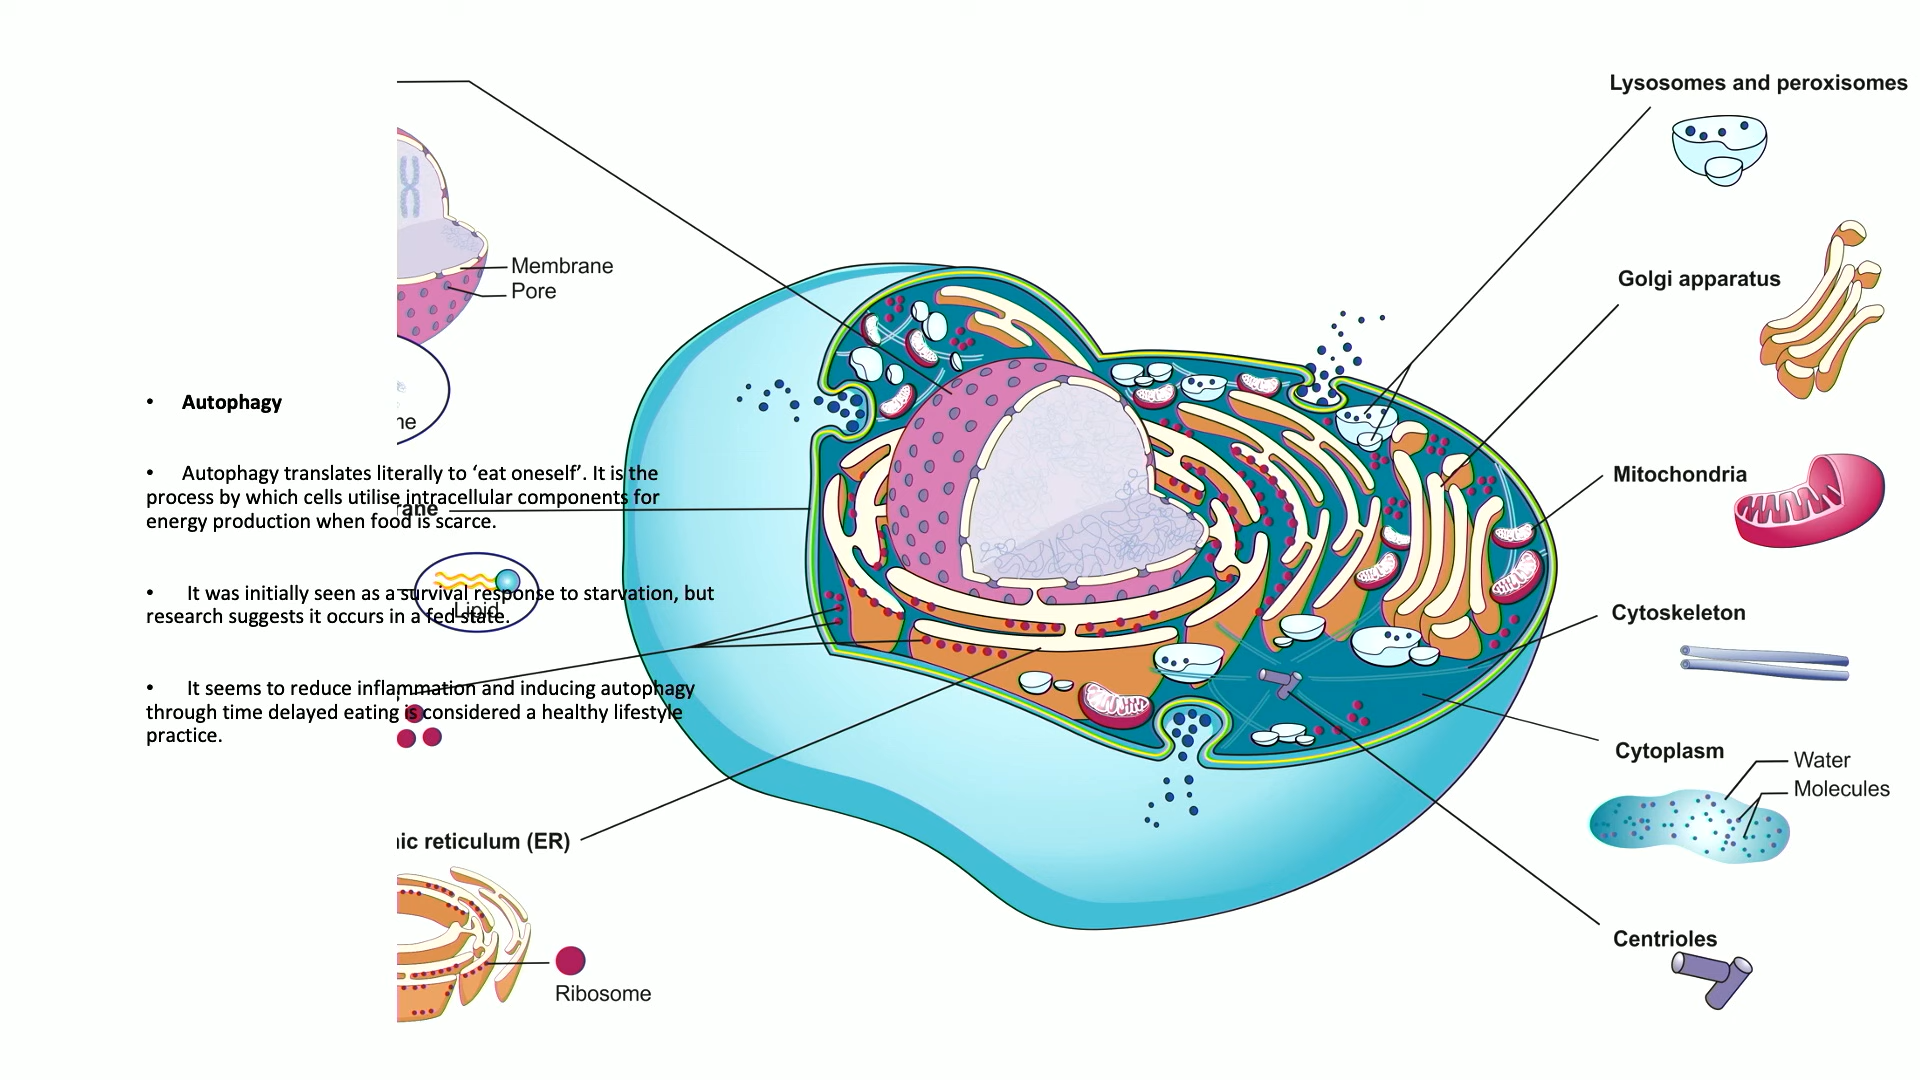 Lysosomes and peroxisomes
Membrane
Pore
Golgi apparatus
• Autophagy
ne
• Autophagy translates literally to ‘eat oneself’. It is the
process by which cells utilise intracellular components for
energy production when food is scarce.
rane
Mitochondria
• It was initially seen as a survival response to starvation, but
research suggests it occurs in a fed state.
Lipid
Cytoskeleton
• It seems to reduce inflammation and inducing autophagy
through time delayed eating is considered a healthy lifestyle
practice.
Cytoplasm
Water
Molecules
ic reticulum (ER)
Centrioles
Ribosome